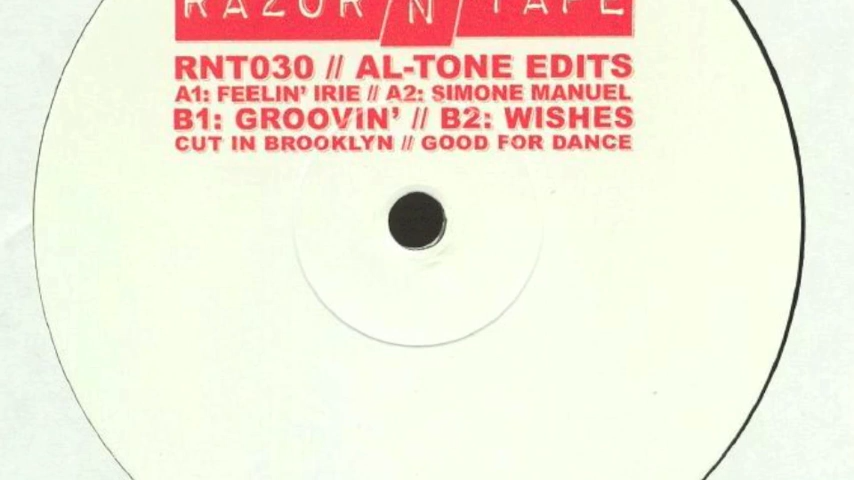 RAZOR N TAPE
RNT030 // AL-TONE EDITS
A1: FEELIN' IRIE // A2: SIMONE MANUEL
B1: GROOVIN' // B2: WISHES
CUT IN BROOKLYN // GOOD FOR DANCE